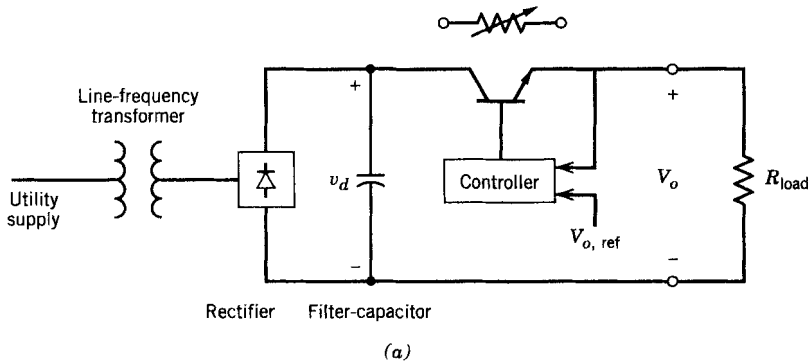 Line-frequency
transformer
Utility
supply
+
v_d
−
Controller
V_o, ref
+
V_o
−
R_load
Rectifier
Filter-capacitor
(a)